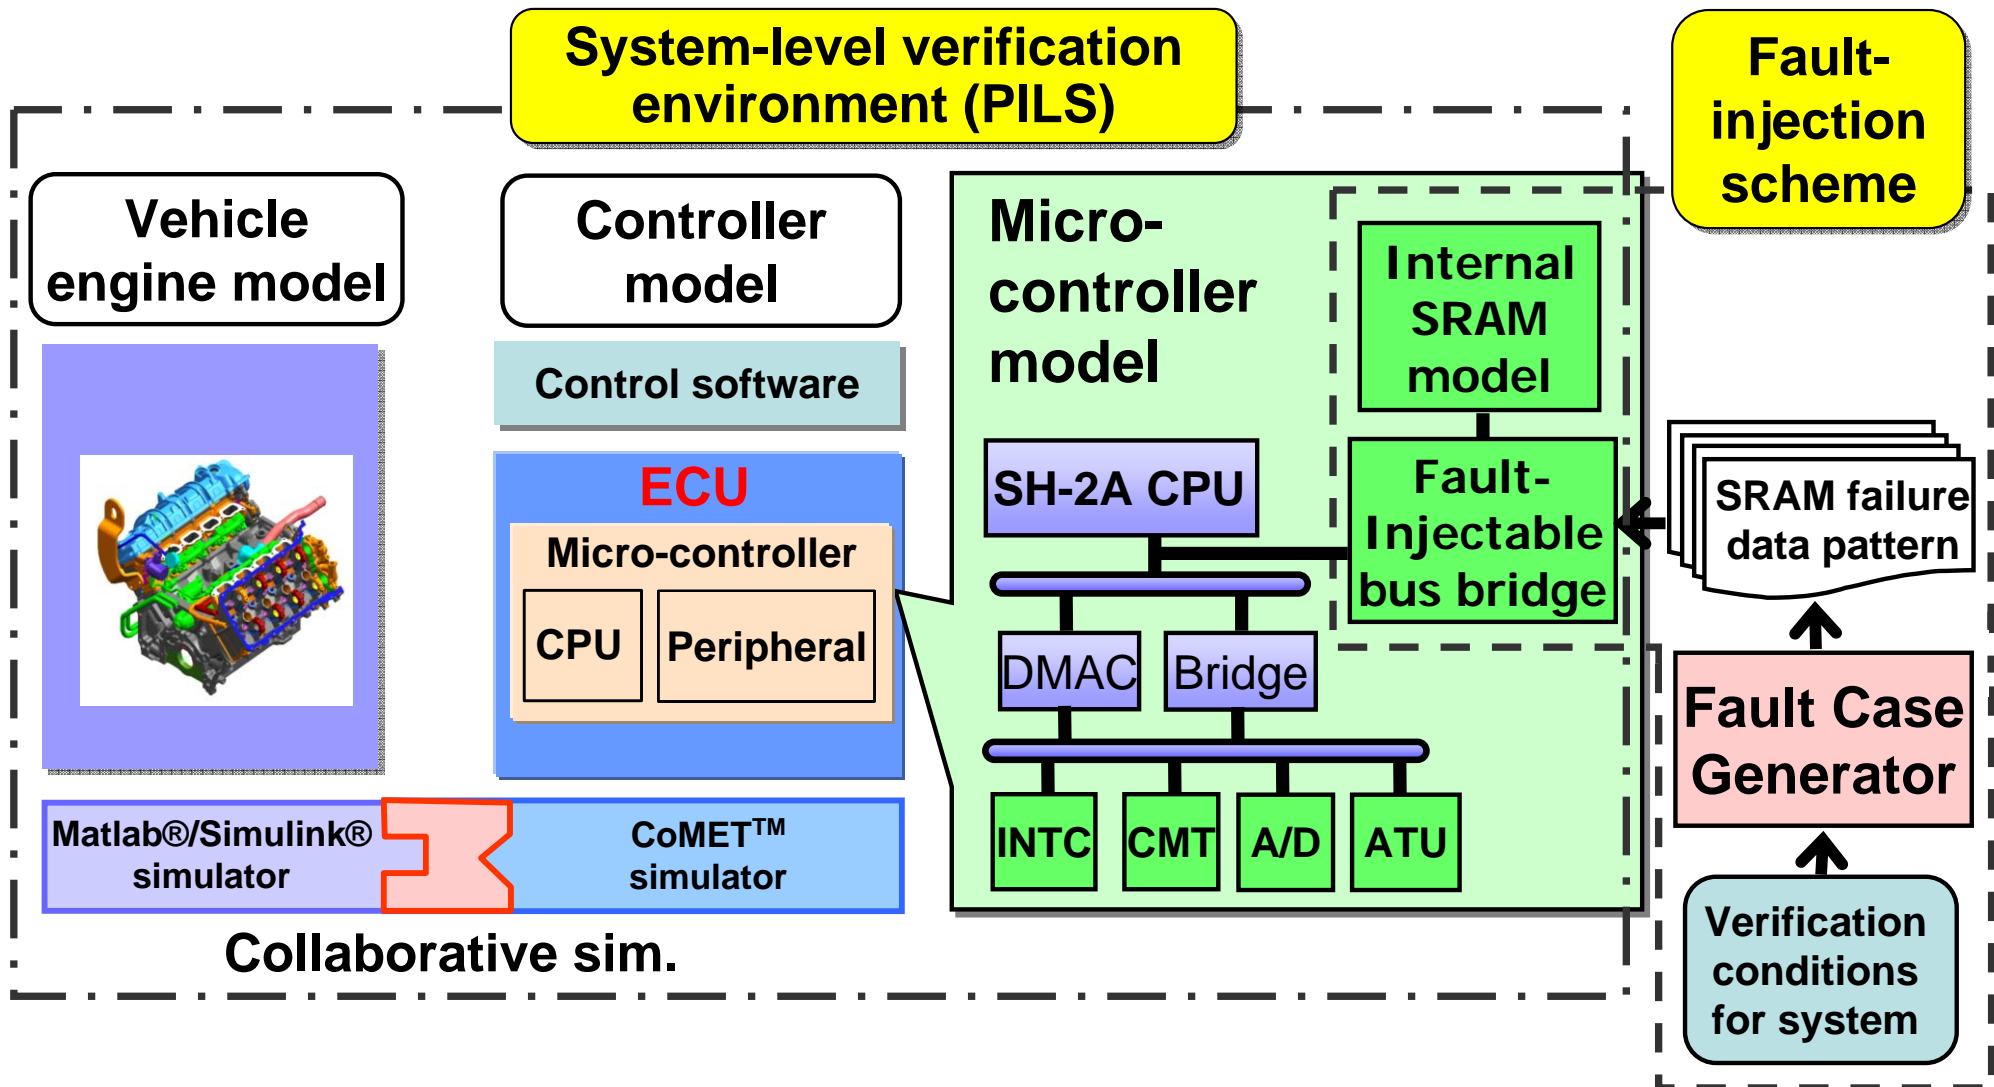 System-level verification
environment (PILS)
Fault-
injection
scheme
Vehicle
engine model
Controller
model
Control software
ECU
Micro-controller
CPU
Peripheral
Matlab®/Simulink®
simulator
CoMET™
simulator
Collaborative sim.
Micro-
controller
model
Internal
SRAM
model
SH-2A CPU
Fault-
Injectable
bus bridge
DMAC
Bridge
INTC
CMT
A/D
ATU
SRAM failure
data pattern
Fault Case
Generator
Verification
conditions
for system